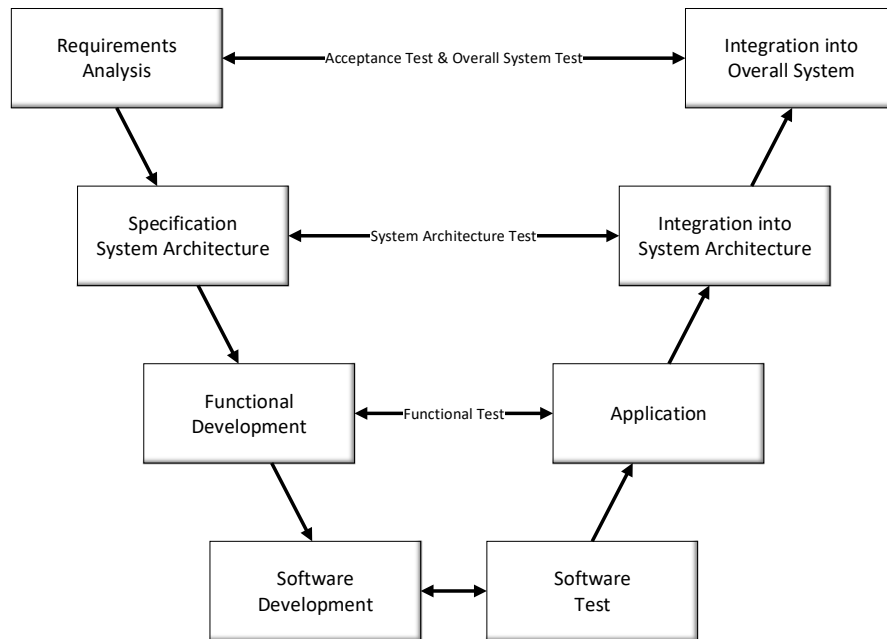 Requirements
Analysis
Acceptance Test & Overall System Test
Integration into
Overall System
Specification
System Architecture
System Architecture Test
Integration into
System Architecture
Functional
Development
Functional Test
Application
Software
Development
Software
Test